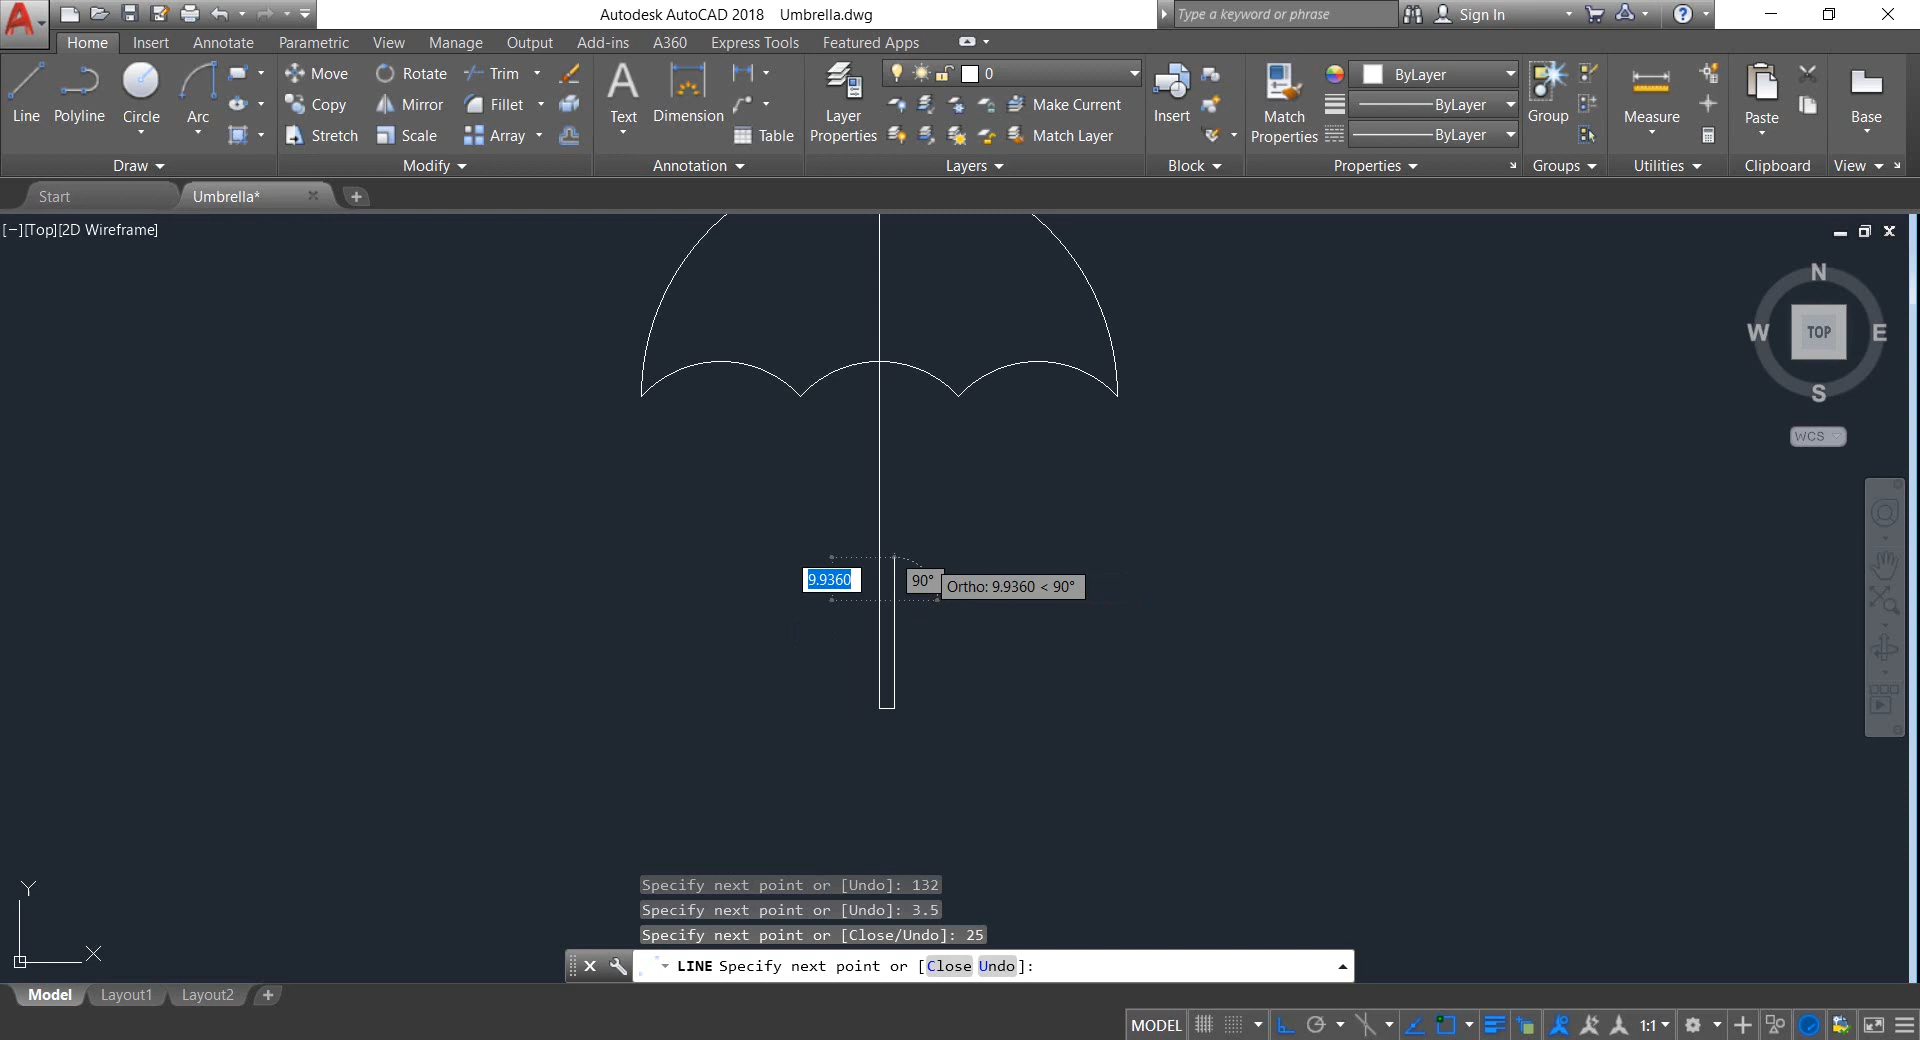 Autodesk AutoCAD 2018 Umbrella.dwg
Type a keyword or phrase
Sign In
Home Insert Annotate Parametric View Manage Output Add-ins A360 Express Tools Featured Apps
Line Polyline Circle Arc
Move Rotate Trim
Copy Mirror Fillet
Stretch Scale Array
Text Dimension Table
Layer Properties
0
Make Current
Match Layer
Insert
Match Properties
ByLayer
ByLayer
ByLayer
Group
Measure
Paste
Base
Draw Modify Annotation Layers Block Properties Groups Utilities Clipboard View
Start Umbrella*
[−][Top][2D Wireframe]
N
W TOP E
S
WCS
9.9360 90° Ortho: 9.9360 < 90°
Y
X
Specify next point or [Undo]: 132
Specify next point or [Undo]: 3.5
Specify next point or [Close/Undo]: 25
LINE Specify next point or [Close Undo]:
Model Layout1 Layout2
MODEL 1:1